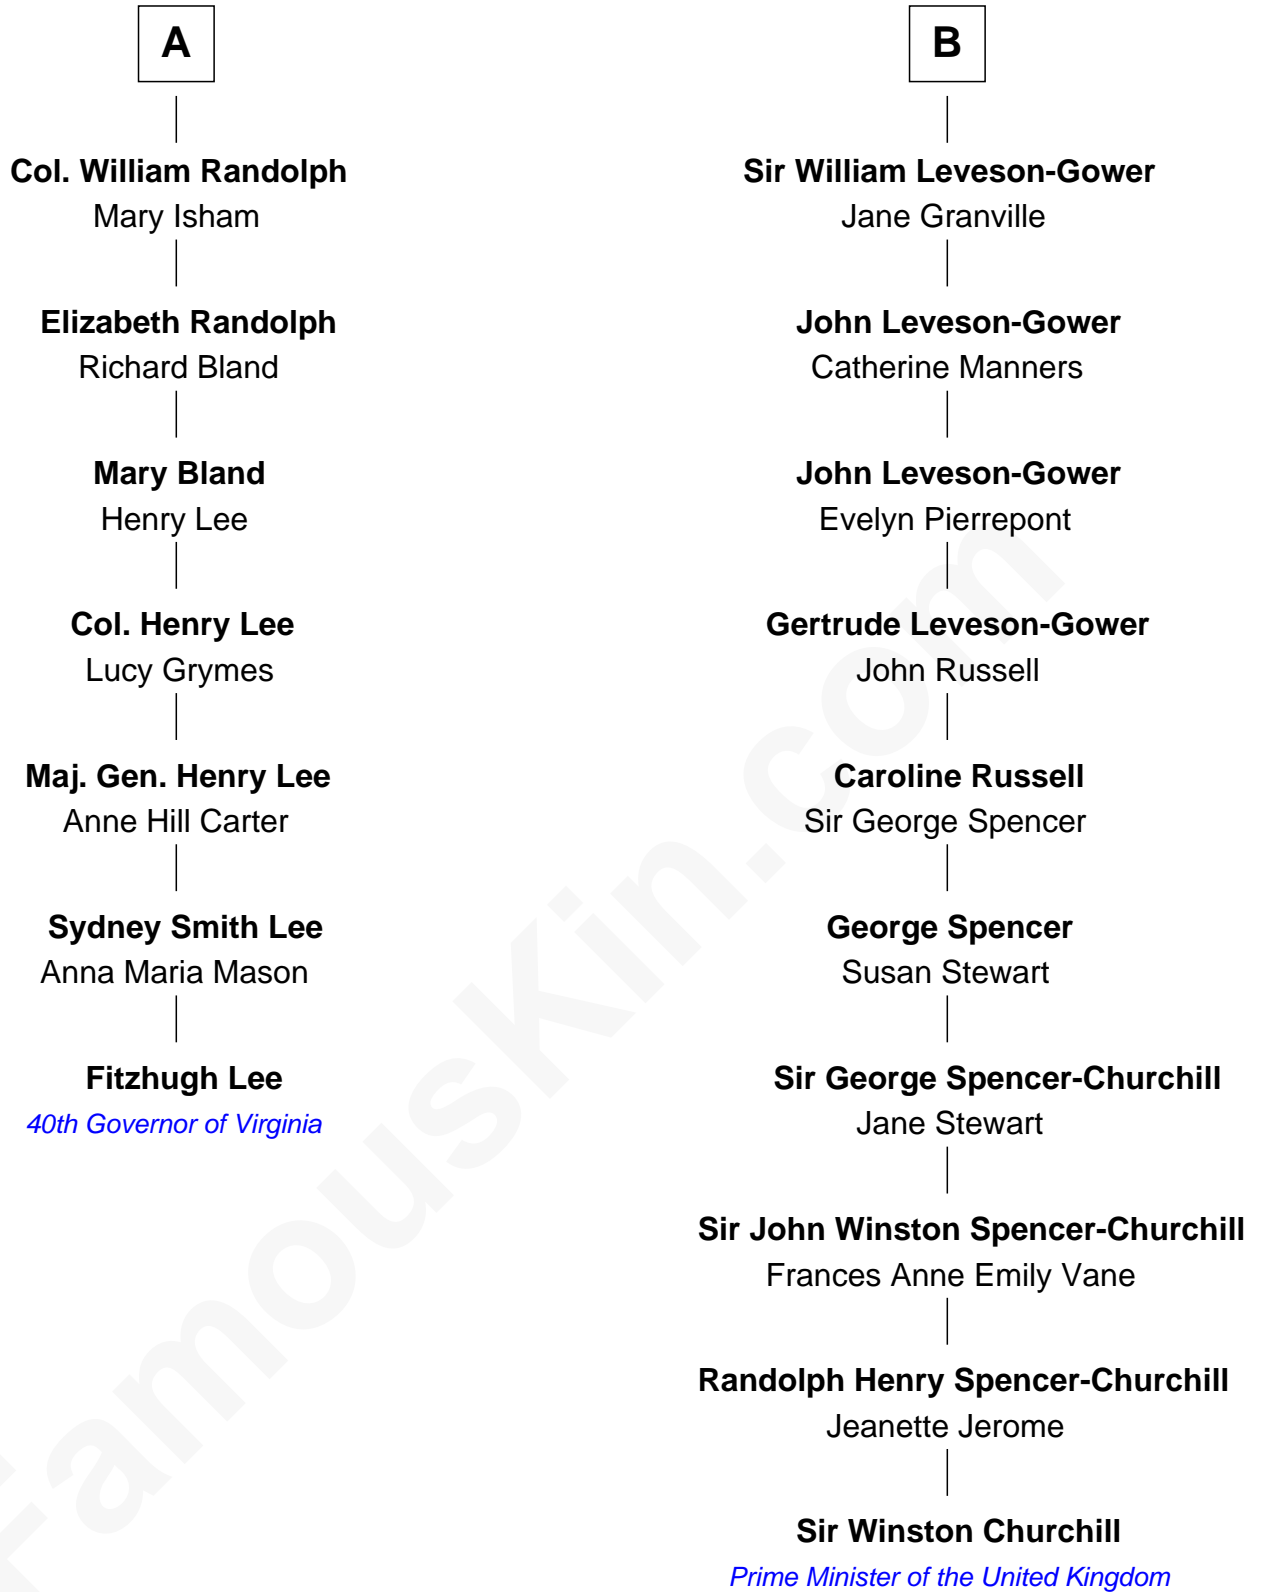 A
Col. William Randolph
Mary Isham
Elizabeth Randolph
Richard Bland
Mary Bland
Henry Lee
Col. Henry Lee
Lucy Grymes
Maj. Gen. Henry Lee
Anne Hill Carter
Sydney Smith Lee
Anna Maria Mason
Fitzhugh Lee
40th Governor of Virginia
B
Sir William Leveson-Gower
Jane Granville
John Leveson-Gower
Catherine Manners
John Leveson-Gower
Evelyn Pierrepont
Gertrude Leveson-Gower
John Russell
Caroline Russell
Sir George Spencer
George Spencer
Susan Stewart
Sir George Spencer-Churchill
Jane Stewart
Sir John Winston Spencer-Churchill
Frances Anne Emily Vane
Randolph Henry Spencer-Churchill
Jeanette Jerome
Sir Winston Churchill
Prime Minister of the United Kingdom
FamousKin.com